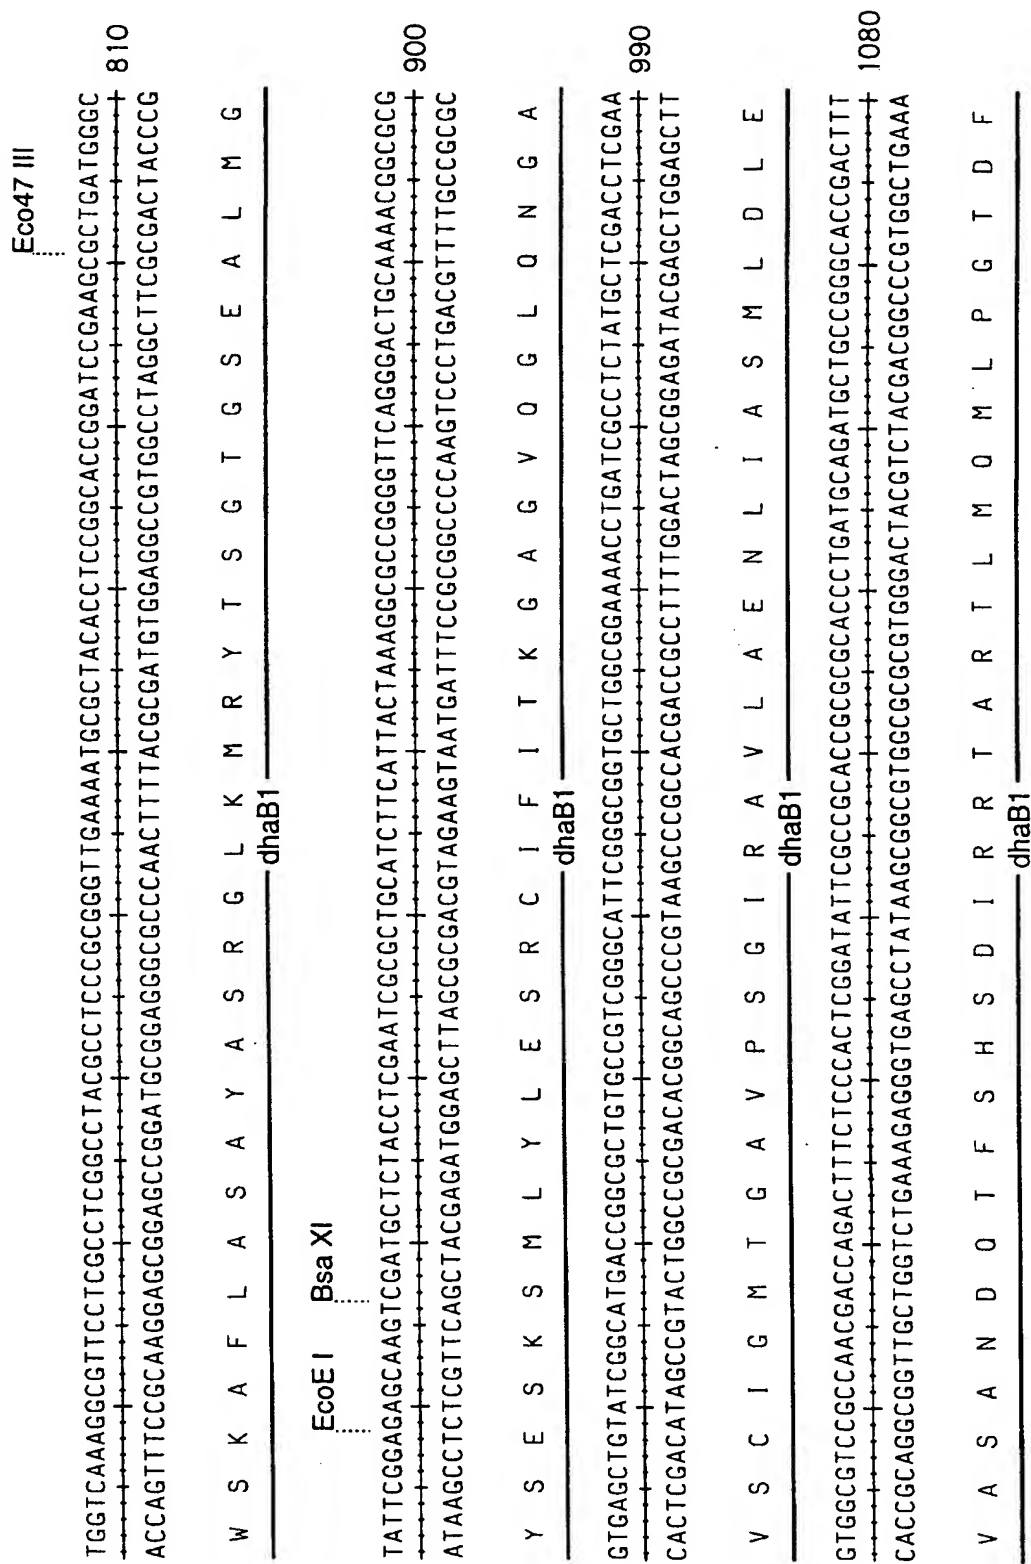 Eco47 III
TGGTCAAAGGCGTTCCTCGCCTCGGCCTACGCCTCCCGCGGGTTGAAAATGCGCTACACCTCCGGCACCGGATCCGAAGCGCTGATGGGC
810
ACCAGTTTCCGCAAGGAGCGGAGCCGGATGCGGAGGGCGCCCAACTTTTACGCGATGTGGAGGCCGTGGCCTAGGCTTCGCGACTACCCG
W S K A F L A S A Y A S R G L K M R Y T S G T G S E A L M G
dhaB1
EcoE I Bsa XI
TATTCGGAGAGCAAGTCGATGCTCTACCTCGAATCGCGCTGCATCTTCATTACTAAAGGCGCCGGGGTTCAGGGACTGCAAAACGGCGCG
900
ATAAGCCTCTCGTTCAGCTACGAGATGGAGCTTAGCGCGACGTAGAAGTAATGATTTCCGCGGCCCCAAGTCCCTGACGTTTTGCCGCGC
Y S E S K S M L Y L E S R C I F I T K G A G V Q G L Q N G A
dhaB1
GTGAGCTGTATCGGCATGACCGGCGCTGTGCCGTCGGGCATTCGGGCGGTGCTGGCGGAAAACCTGATCGCCTCTATGCTCGACCTCGAA
990
CACTCGACATAGCCGTACTGGCCGCGACACGGCAGCCCGTAAGCCCGCCACGACCGCCTTTTGGACTAGCGGAGATACGAGCTGGAGCTT
V S C I G M T G A V P S G I R A V L A E N L I A S M L D L E
dhaB1
GTGGCGTCCGCCAACGACCAGACTTTCTCCCACTCGGATATTCGCCGCACCGCGCGCACCCTGATGCAGATGCTGCCGGGCACCGACTTT
1080
CACCGCAGGCGGTTGCTGGTCTGAAAGAGGGTGAGCCTATAAGCGGCGTGGCGCGCGTGGGACTACGTCTACGACGGCCCGTGGCTGAAA
V A S A N D Q T F S H S D I R R T A R T L M Q M L P G T D F
dhaB1